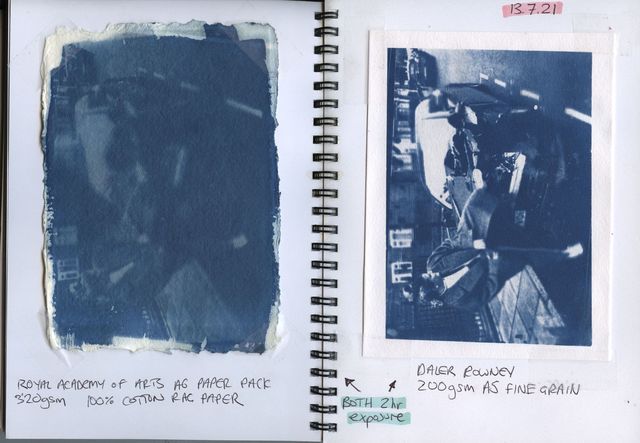 13.7.21
ROYAL ACADEMY OF ARTS A6 PAPER PACK
320gsm 100% COTTON RAG PAPER
BOTH 2hr
exposure
DALER ROWNEY
200gsm A5 FINE GRAIN